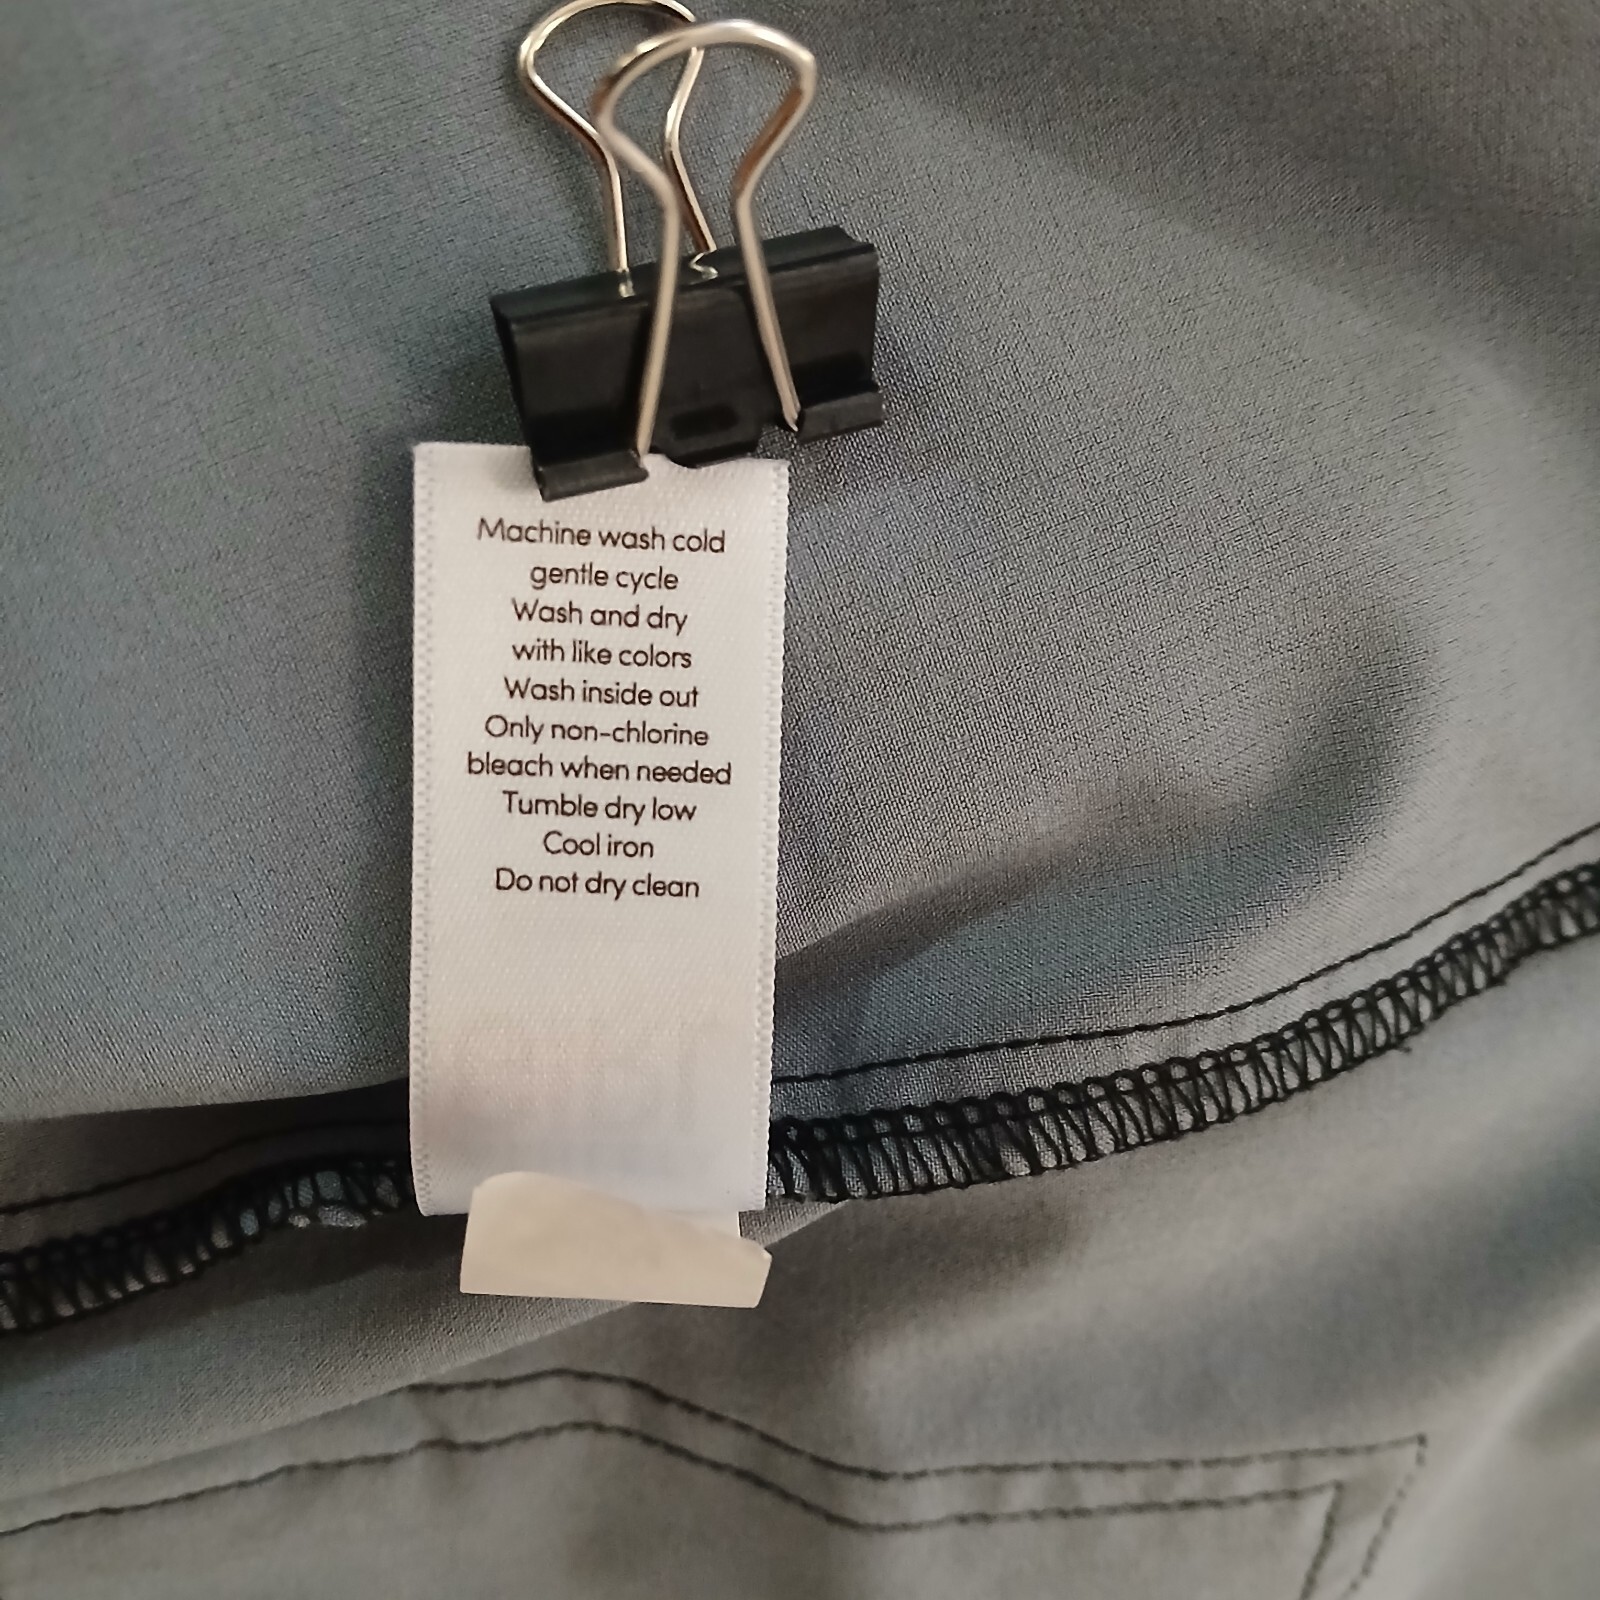 Machine wash cold
gentle cycle
Wash and dry
with like colors
Wash inside out
Only non-chlorine
bleach when needed
Tumble dry low
Cool iron
Do not dry clean